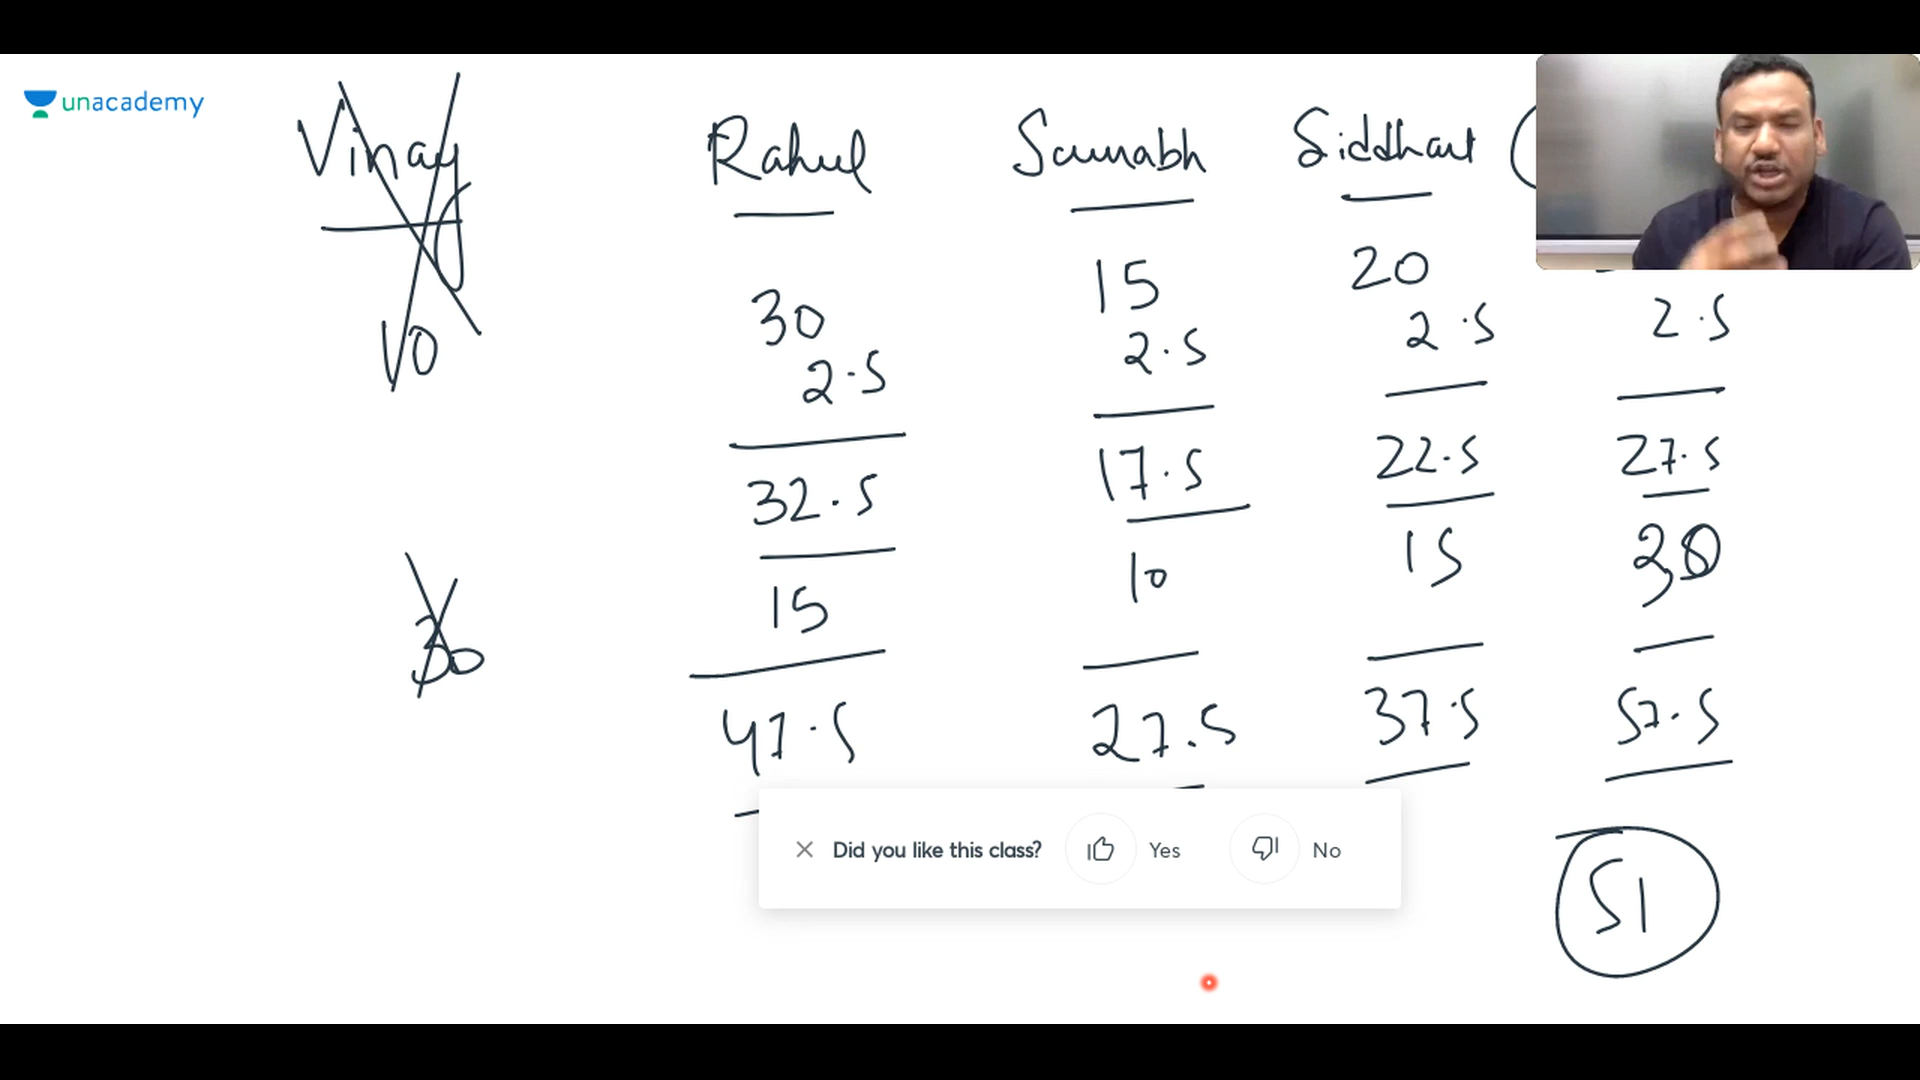 unacademy
Vinay Rahul Saurabh Siddhant (
10 30 15 20
2.5 2.5 2.5 2.5
32.5 17.5 22.5 27.5
30 15 10 15 30
47.5 27.5 37.5 57.5
Did you like this class? Yes No
51